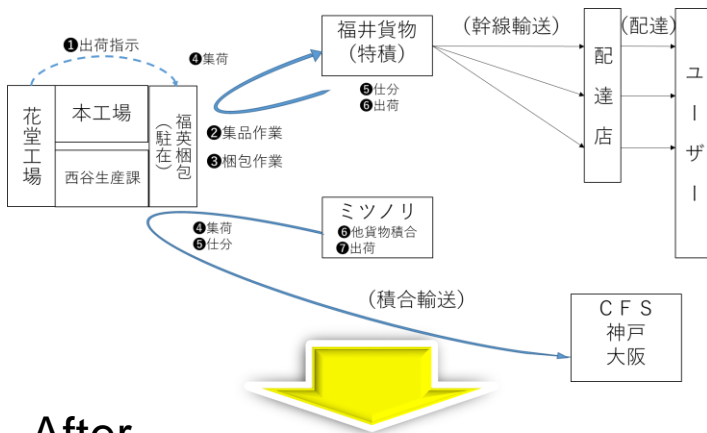 ❶出荷指示
❹集荷
福井貨物
(特積)
(幹線輸送)
(配達)
花堂工場
本工場
西谷生産課
福英梱包
(駐在)
❷集品作業
❸梱包作業
❺仕分
❻出荷
配達店
ユーザー
❹集荷
❺仕分
ミツノリ
❻他貨物積合
❼出荷
(積合輸送)
ＣＦＳ
神戸
大阪
After